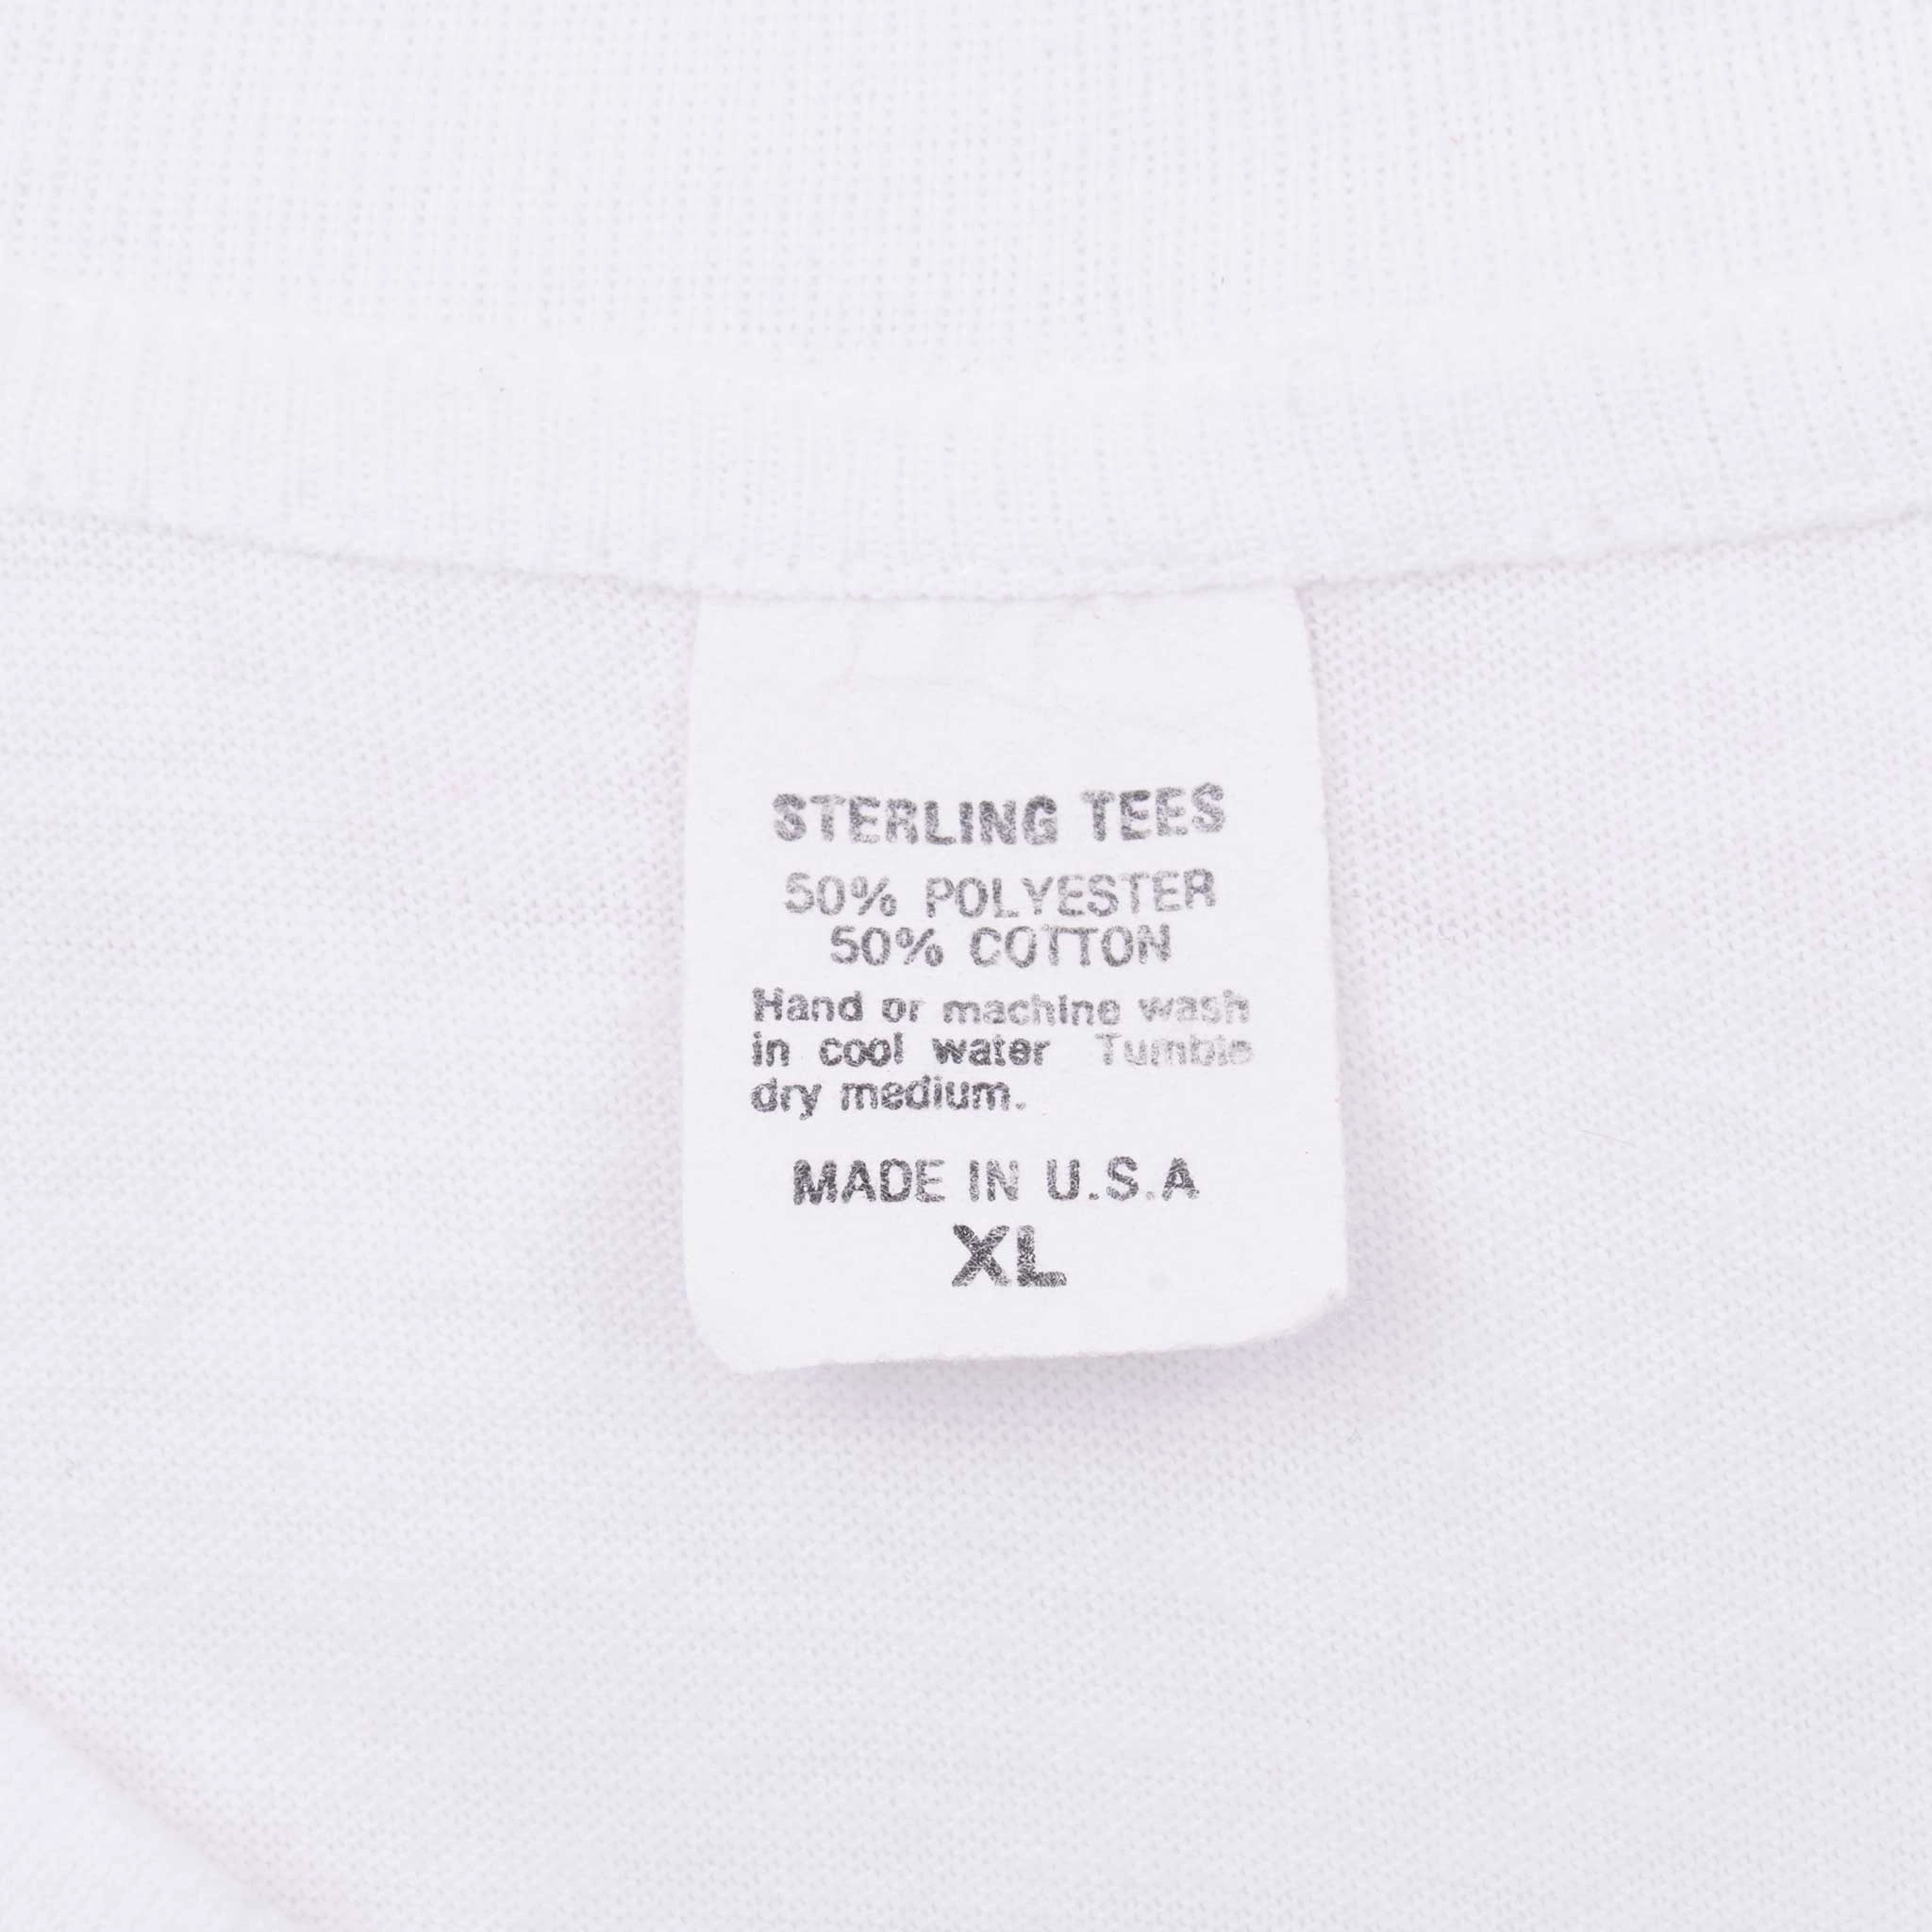 STERLING TEES
50% POLYESTER
50% COTTON
Hand or machine wash
in cool water Tumble
dry medium.
MADE IN U.S.A
XL